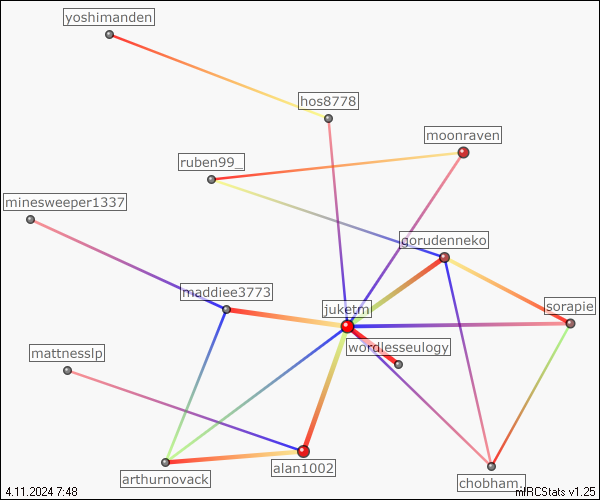 yoshimanden
hos8778
moonraven
ruben99_
minesweeper1337
gorudenneko
maddiee3773
juketm
sorapie
wordlesseulogy
mattnesslp
alan1002
arthurnovack
chobham.
4.11.2024 7:48
mIRCStats v1.25